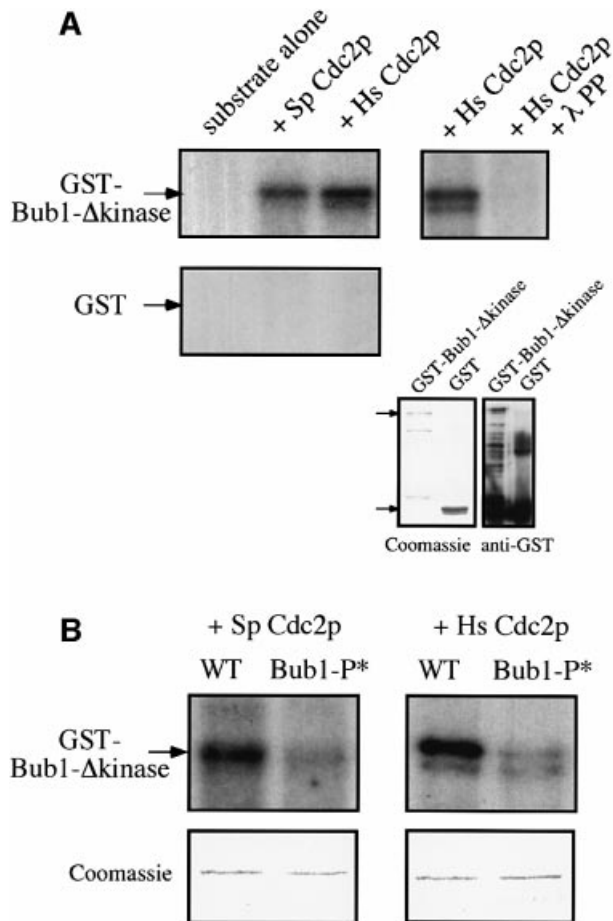 A
substrate alone
+ Sp Cdc2p
+ Hs Cdc2p
+ Hs Cdc2p
+ Hs Cdc2p
+ λ PP
GST-
Bub1-Δkinase
GST
GST-Bub1-Δkinase
GST
GST-Bub1-Δkinase
GST
Coomassie
anti-GST
B
+ Sp Cdc2p
+ Hs Cdc2p
WT
Bub1-P*
WT
Bub1-P*
GST-
Bub1-Δkinase
Coomassie